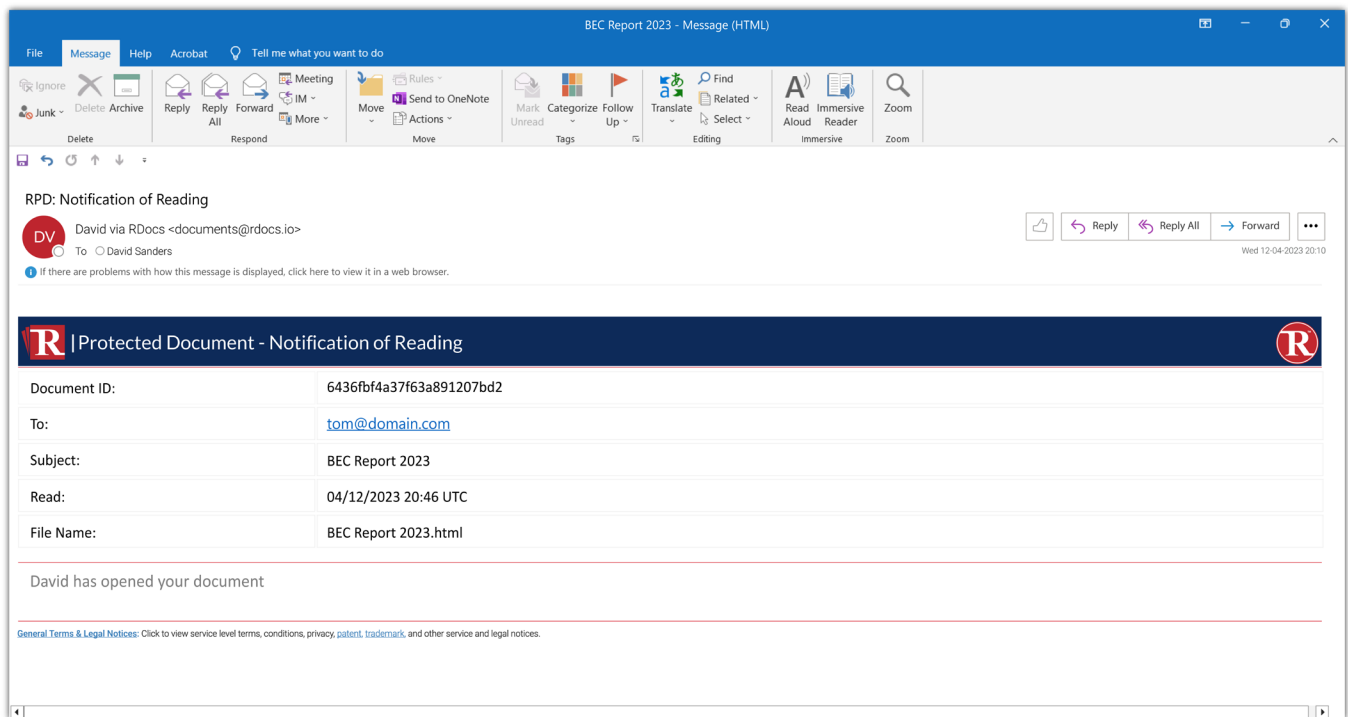 BEC Report 2023 - Message (HTML)
File Message Help Acrobat Tell me what you want to do
Ignore
Junk
Delete
Archive
Delete
Reply
Reply All
Forward
Meeting
IM
More
Respond
Move
Rules
Send to OneNote
Actions
Move
Mark Unread
Categorize
Follow Up
Tags
Translate
Find
Related
Select
Editing
Read Aloud
Immersive Reader
Immersive
Zoom
Zoom
RPD: Notification of Reading
DV
David via RDocs <documents@rdocs.io>
To David Sanders
Reply Reply All Forward
Wed 12-04-2023 20:10
If there are problems with how this message is displayed, click here to view it in a web browser.
R |Protected Document - Notification of Reading R
Document ID: 6436fbf4a37f63a891207bd2
To: tom@domain.com
Subject: BEC Report 2023
Read: 04/12/2023 20:46 UTC
File Name: BEC Report 2023.html
David has opened your document
General Terms & Legal Notices: Click to view service level terms, conditions, privacy, patent, trademark, and other service and legal notices.